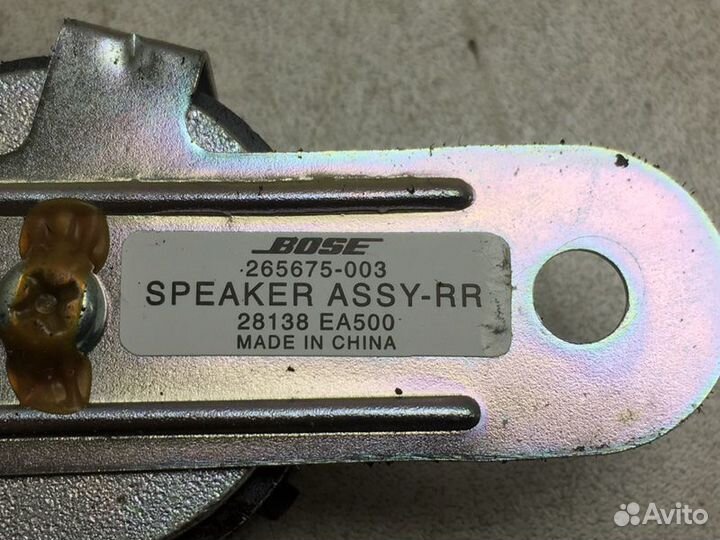 BOSE
265675-003
SPEAKER ASSY-RR
28138 EA500
MADE IN CHINA
Avito